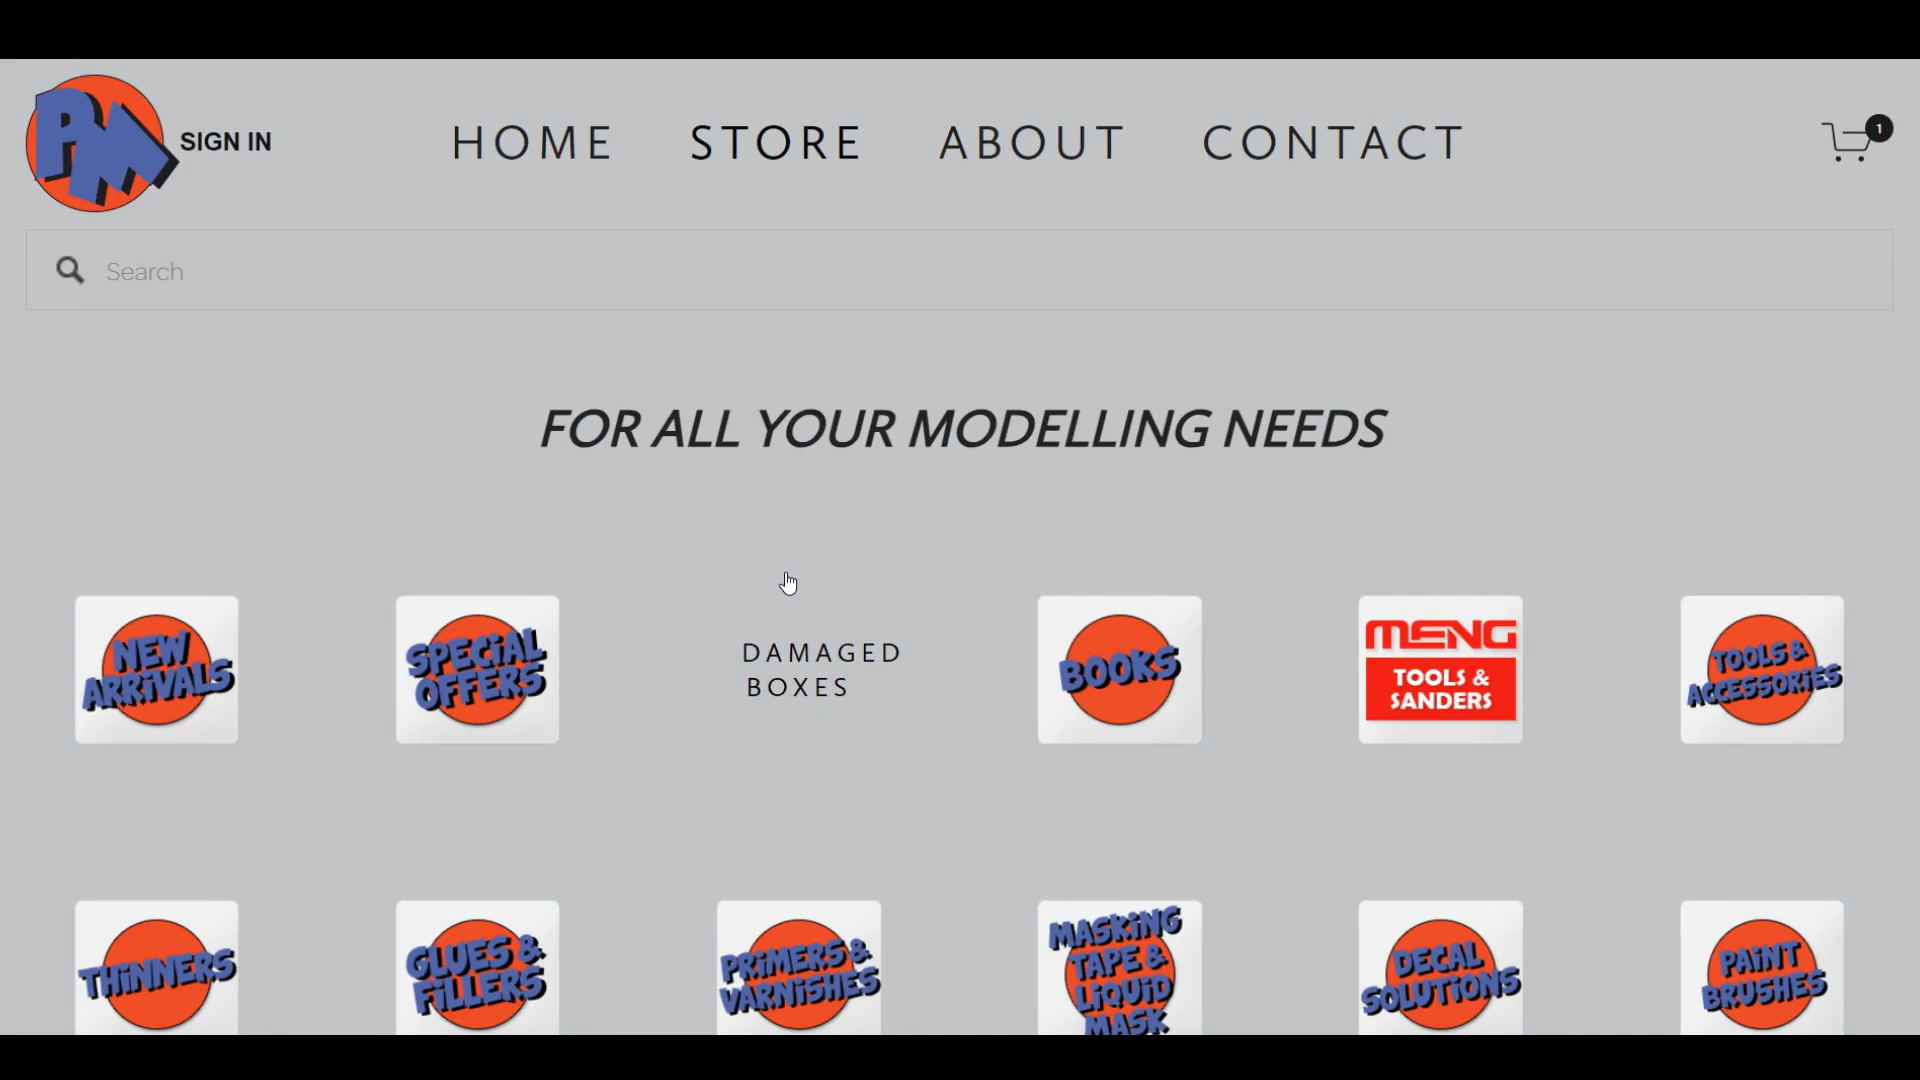 PM
SIGN IN
HOME
STORE
ABOUT
CONTACT
1
Search
FOR ALL YOUR MODELLING NEEDS
NEW
ARRiVALS
SPECiAL
OFFERS
DAMAGED
BOXES
BOOKS
MENG
TOOLS &
SANDERS
TOOLS &
ACCESSORiES
THiNNERS
GLUES &
FiLLERS
PRiMERS &
VARNiSHES
MASKiNG
TAPE &
LiQUiD
MASK
DECAL
SOLUTiONS
PAiNT
BRUSHES